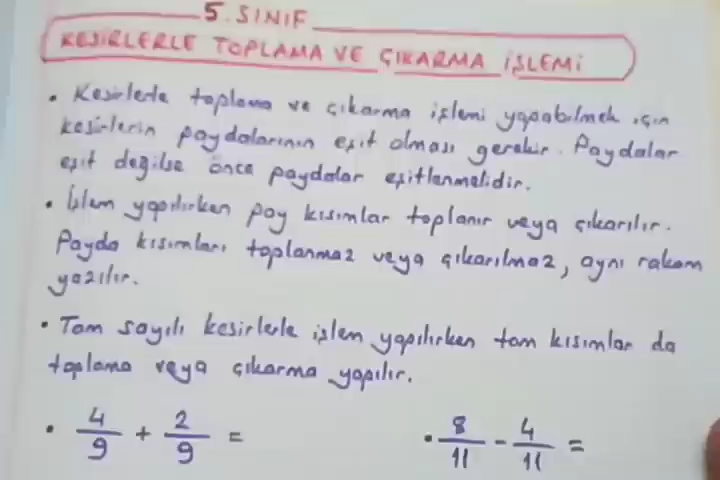 5. SINIF
KESİRLERLE TOPLAMA VE ÇIKARMA İŞLEMİ
• Kesirlerle toplama ve çıkarma işlemi yapabilmek için
kesirlerin paydalarının eşit olması gerekir. Paydalar
eşit değilse önce paydalar eşitlenmelidir.
• İşlem yapılırken pay kısımlar toplanır veya çıkarılır.
Payda kısımları toplanmaz veya çıkarılmaz, aynı rakam
yazılır.
• Tam sayılı kesirlerle işlem yapılırken tam kısımlar da
toplama veya çıkarma yapılır.
• 4/9 + 2/9 = • 8/11 - 4/11 =